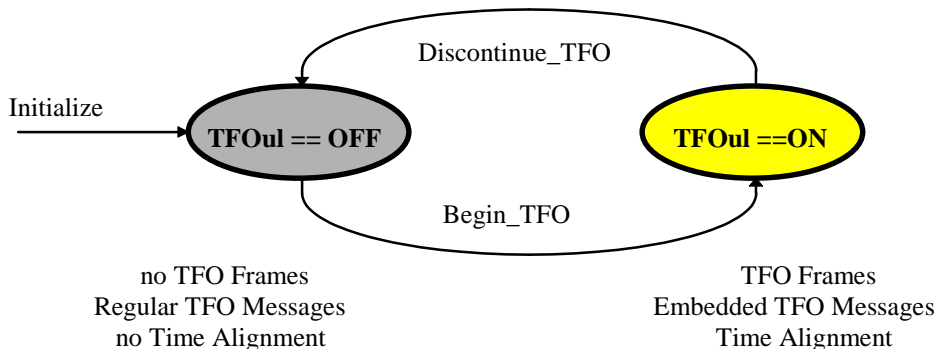 Discontinue_TFO
Initialize
TFOul == OFF
TFOul ==ON
Begin_TFO
no TFO Frames
Regular TFO Messages
no Time Alignment
TFO Frames
Embedded TFO Messages
Time Alignment